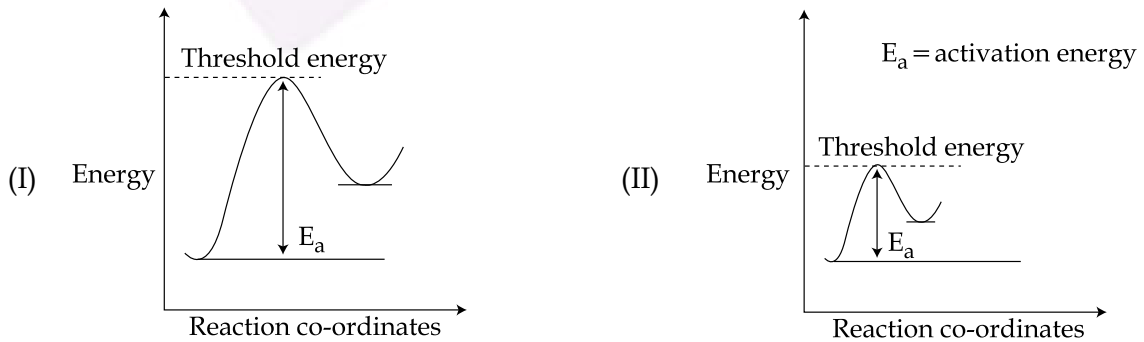 Threshold energy
(I)
Energy
Eₐ
Reaction co-ordinates
Eₐ = activation energy
Threshold energy
(II)
Energy
Eₐ
Reaction co-ordinates